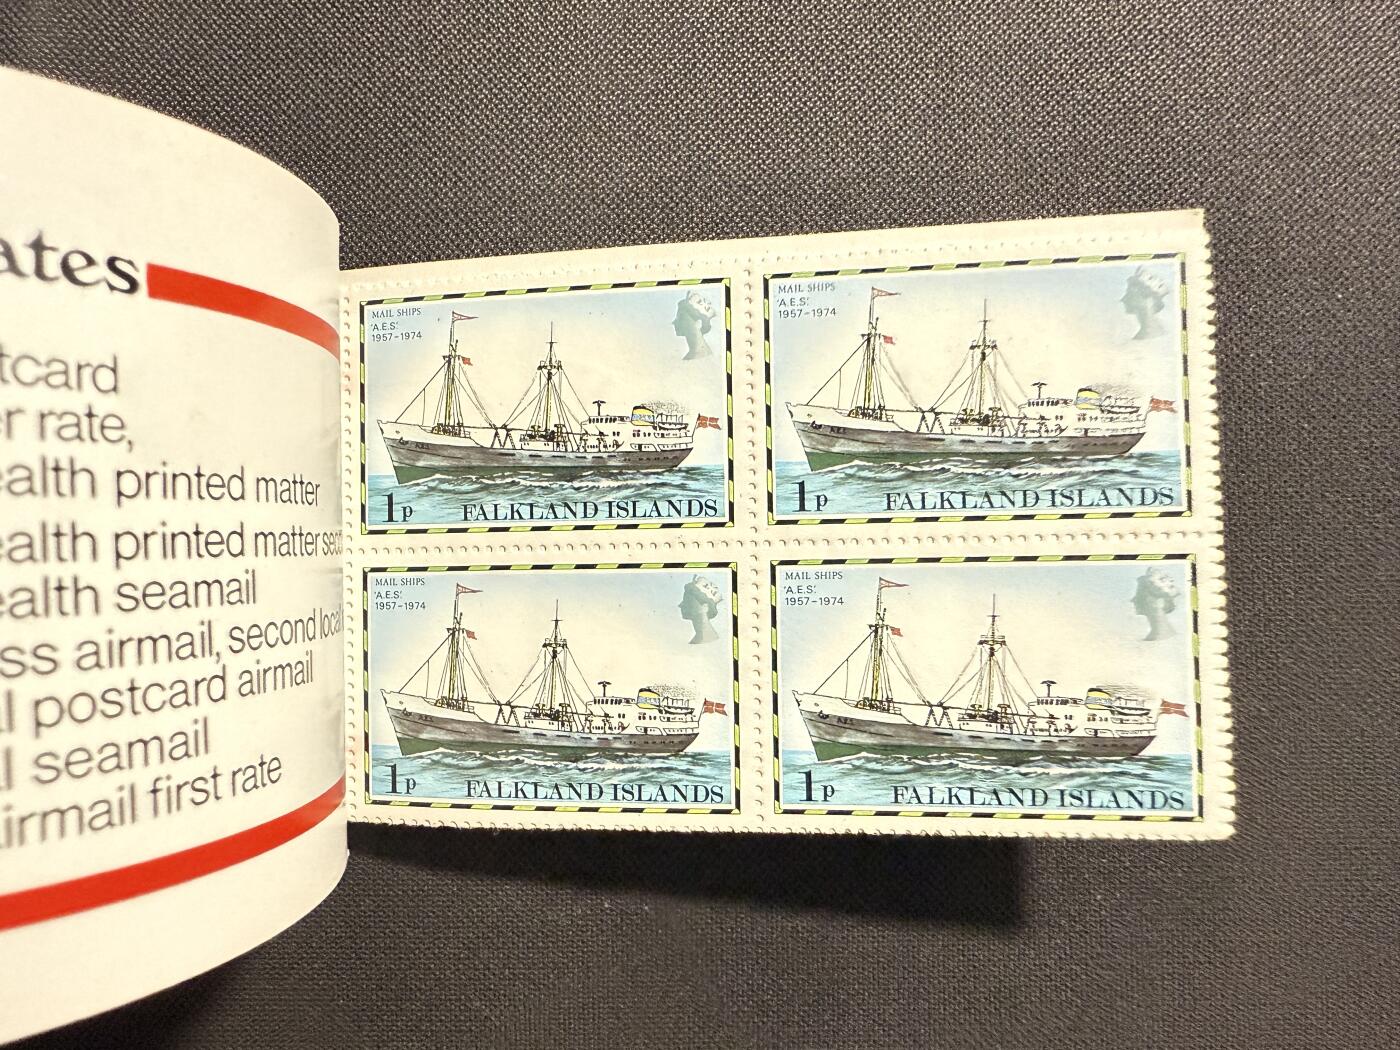 ates
tcard
er rate,
ealth printed matter
ealth printed matter
ealth seamail
ss airmail, second local
al postcard airmail
l seamail
airmail first rate
MAIL SHIPS
'A.E.S.'
1957-1974
1p FALKLAND ISLANDS
MAIL SHIPS
'A.E.S.'
1957-1974
1p FALKLAND ISLANDS
MAIL SHIPS
'A.E.S.'
1957-1974
1p FALKLAND ISLANDS
MAIL SHIPS
'A.E.S.'
1957-1974
1p FALKLAND ISLANDS